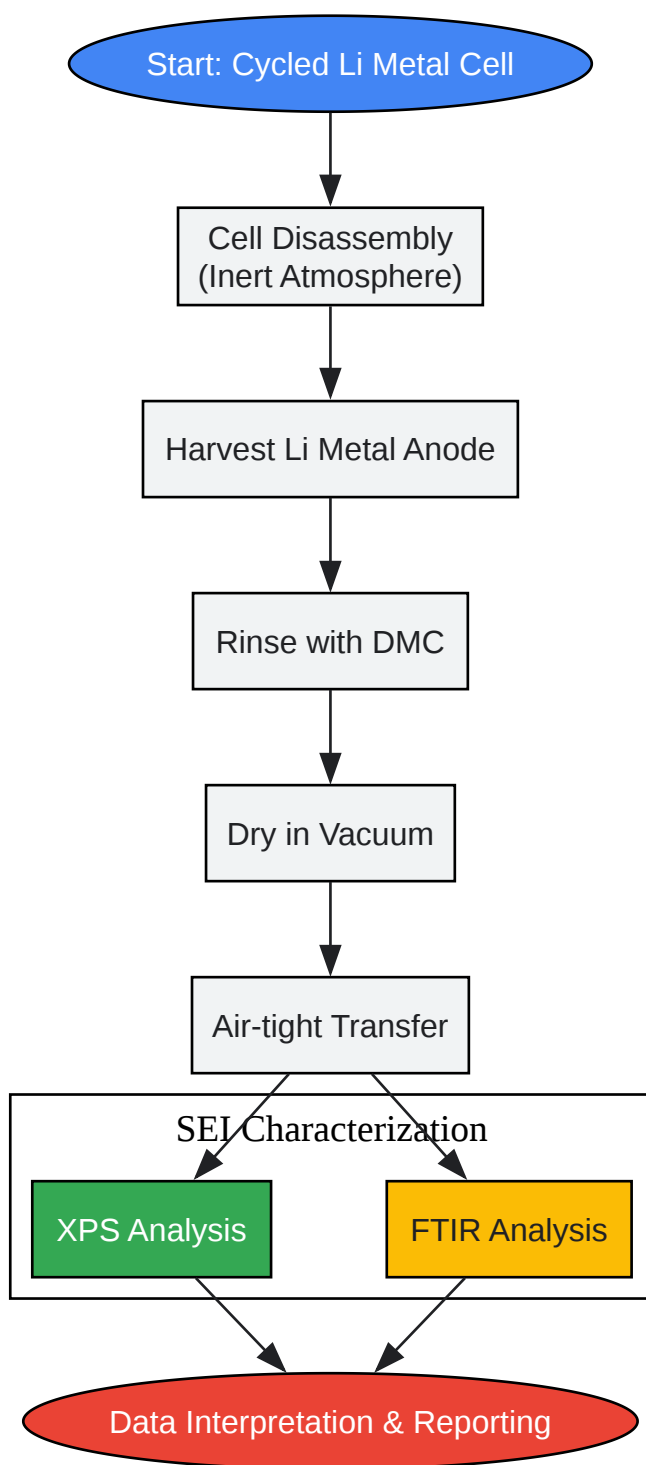 Start: Cycled Li Metal Cell
Cell Disassembly
(Inert Atmosphere)
Harvest Li Metal Anode
Rinse with DMC
Dry in Vacuum
Air-tight Transfer
SEI Characterization
XPS Analysis
FTIR Analysis
Data Interpretation & Reporting